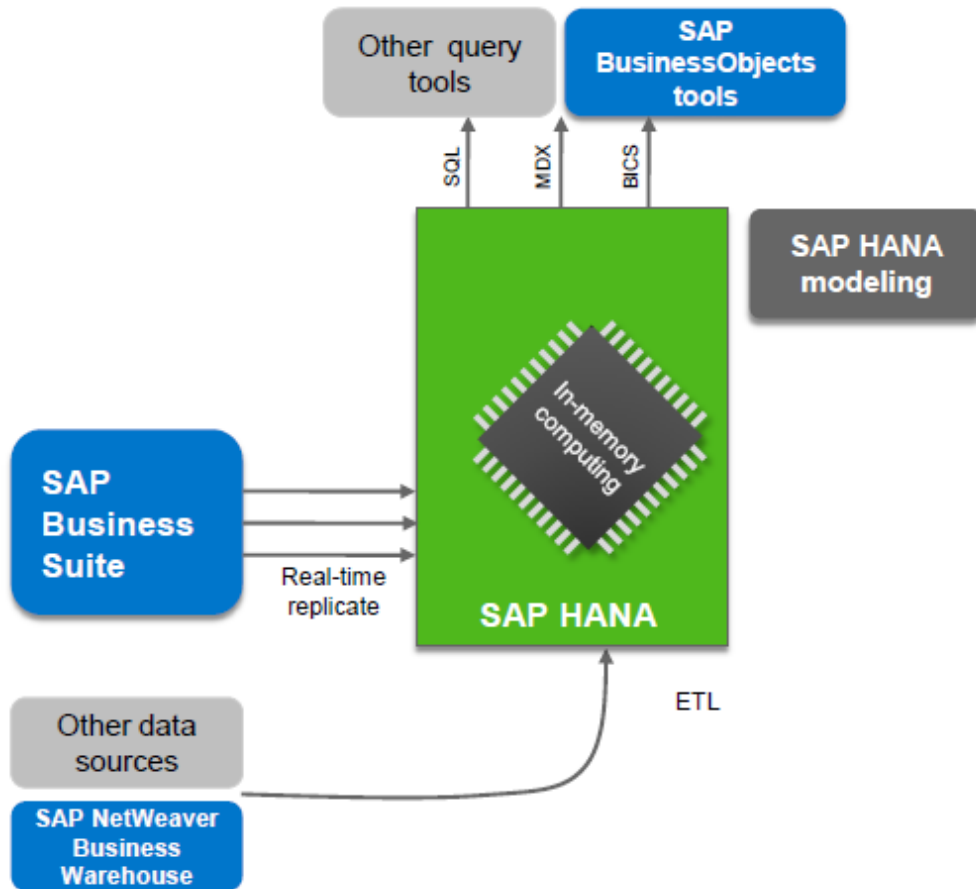 Other query
tools
SAP
BusinessObjects
tools
SQL
MDX
BICS
SAP HANA
modeling
In-memory
computing
SAP
Business
Suite
Real-time
replicate
SAP HANA
ETL
Other data
sources
SAP NetWeaver
Business
Warehouse